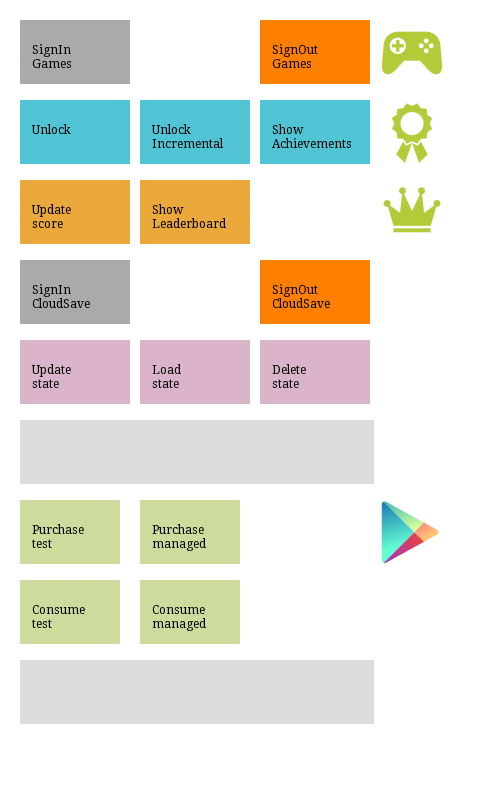 SignIn
Games
SignOut
Games
Unlock
Unlock
Incremental
Show
Achievements
Update
score
Show
Leaderboard
SignIn
CloudSave
SignOut
CloudSave
Update
state
Load
state
Delete
state
Purchase
test
Purchase
managed
Consume
test
Consume
managed